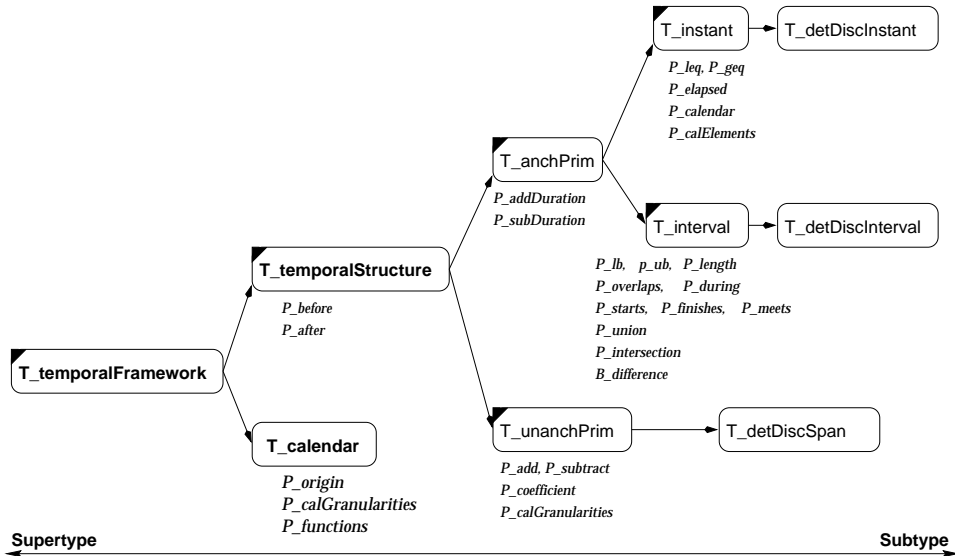 T_instant
T_detDiscInstant
P_leq, P_geq
P_elapsed
P_calendar
P_calElements
T_anchPrim
P_addDuration
P_subDuration
T_interval
T_detDiscInterval
P_lb, p_ub, P_length
P_overlaps, P_during
P_starts, P_finishes, P_meets
P_union
P_intersection
B_difference
T_temporalStructure
P_before
P_after
T_temporalFramework
T_calendar
P_origin
P_calGranularities
P_functions
T_unanchPrim
T_detDiscSpan
P_add, P_subtract
P_coefficient
P_calGranularities
Supertype
Subtype